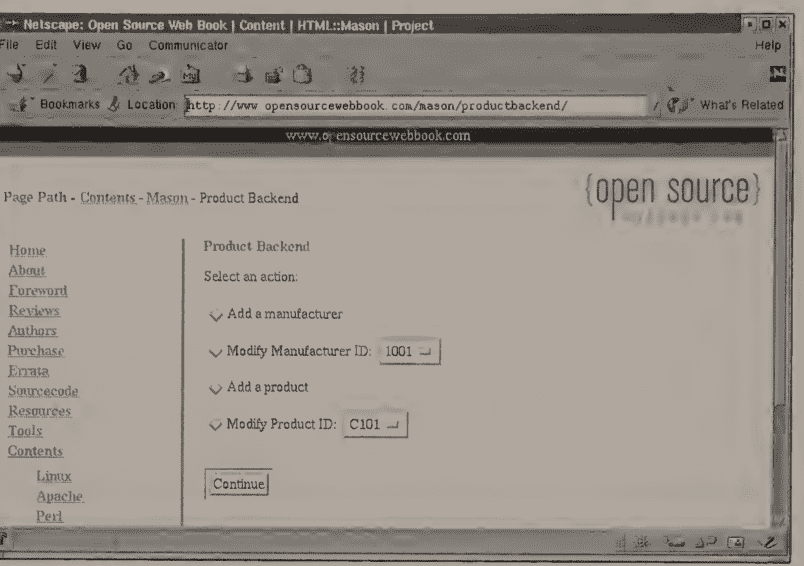 Netscape: Open Source Web Book | Content | HTML::Mason | Project
File Edit View Go Communicator Help
Bookmarks Location: http://www.opensourcewebbook.com/mason/productbackend/ What's Related
www.opensourcewebbook.com
Page Path - Contents - Mason - Product Backend
{open source}
Home
About
Foreword
Reviews
Authors
Purchase
Errata
Sourcecode
Resources
Tools
Contents
Linux
Apache
Perl
Product Backend
Select an action:
Add a manufacturer
Modify Manufacturer ID: 1001
Add a product
Modify Product ID: C101
Continue